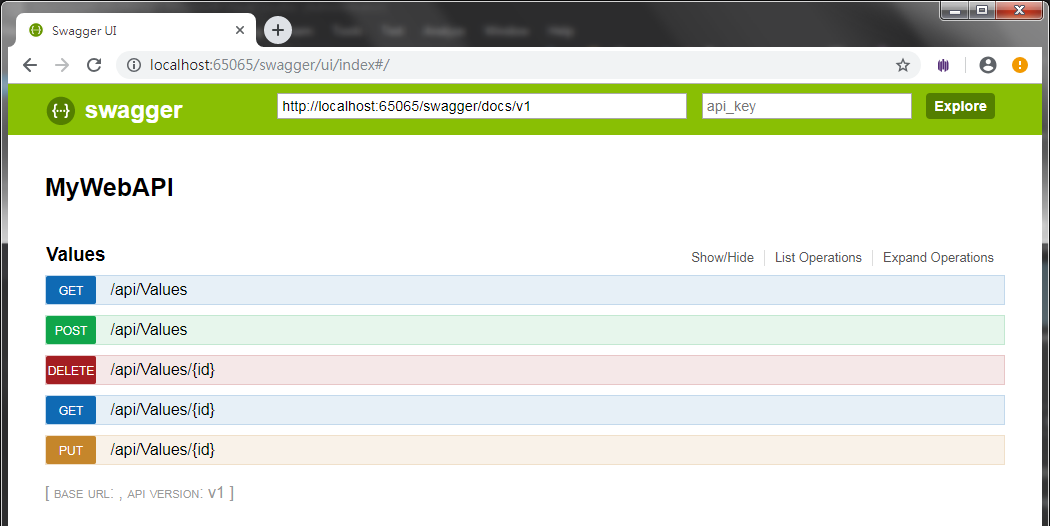 Swagger UI
localhost:65065/swagger/ui/index#/
{··} swagger http://localhost:65065/swagger/docs/v1 api_key Explore
MyWebAPI
Values Show/Hide List Operations Expand Operations
GET /api/Values
POST /api/Values
DELETE /api/Values/{id}
GET /api/Values/{id}
PUT /api/Values/{id}
[ BASE URL: , API VERSION: V1 ]